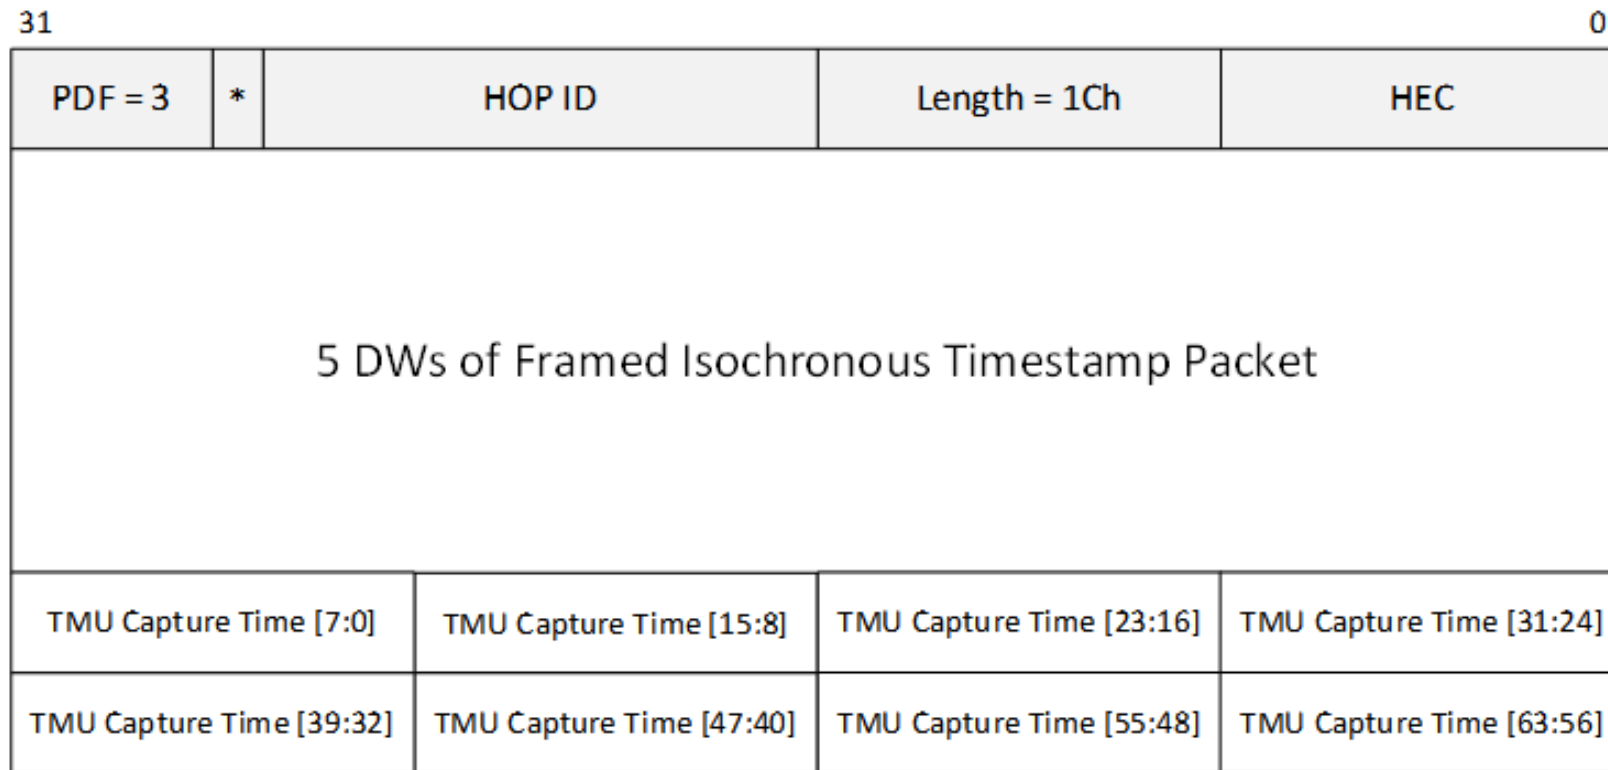 31 0
PDF = 3 * HOP ID Length = 1Ch HEC
5 DWs of Framed Isochronous Timestamp Packet
TMU Capture Time [7:0] TMU Capture Time [15:8] TMU Capture Time [23:16] TMU Capture Time [31:24]
TMU Capture Time [39:32] TMU Capture Time [47:40] TMU Capture Time [55:48] TMU Capture Time [63:56]